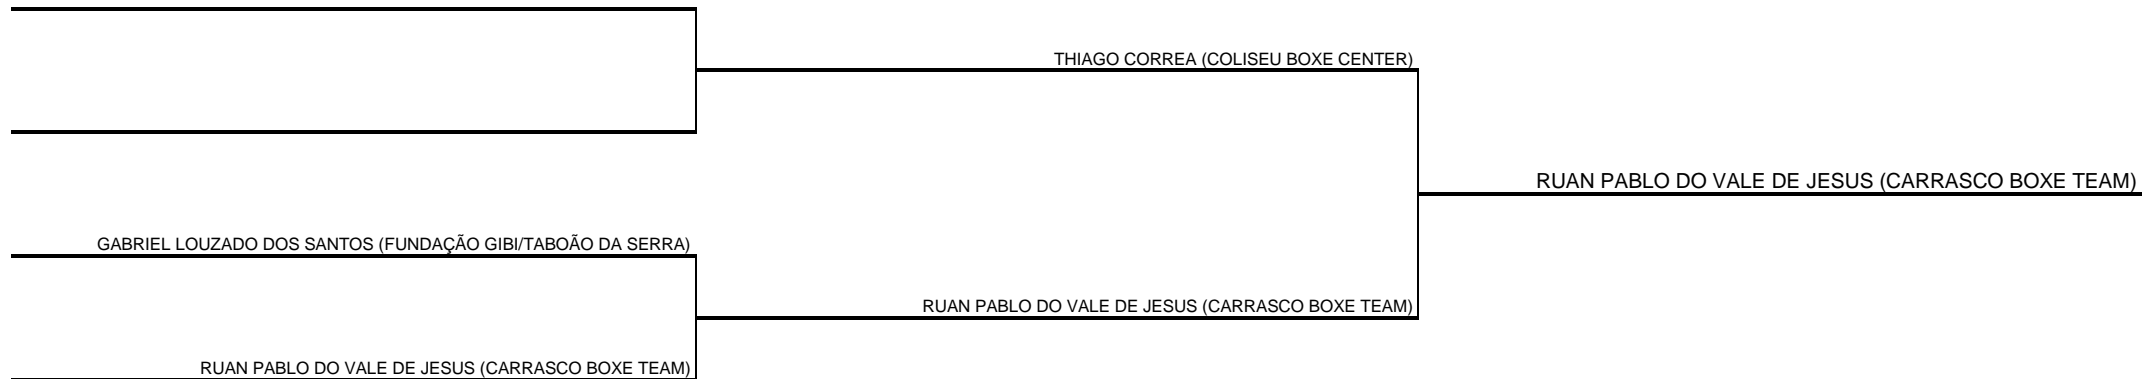 THIAGO CORREA (COLISEU BOXE CENTER)
RUAN PABLO DO VALE DE JESUS (CARRASCO BOXE TEAM)
GABRIEL LOUZADO DOS SANTOS (FUNDAÇÃO GIBI/TABOÃO DA SERRA)
RUAN PABLO DO VALE DE JESUS (CARRASCO BOXE TEAM)
RUAN PABLO DO VALE DE JESUS (CARRASCO BOXE TEAM)